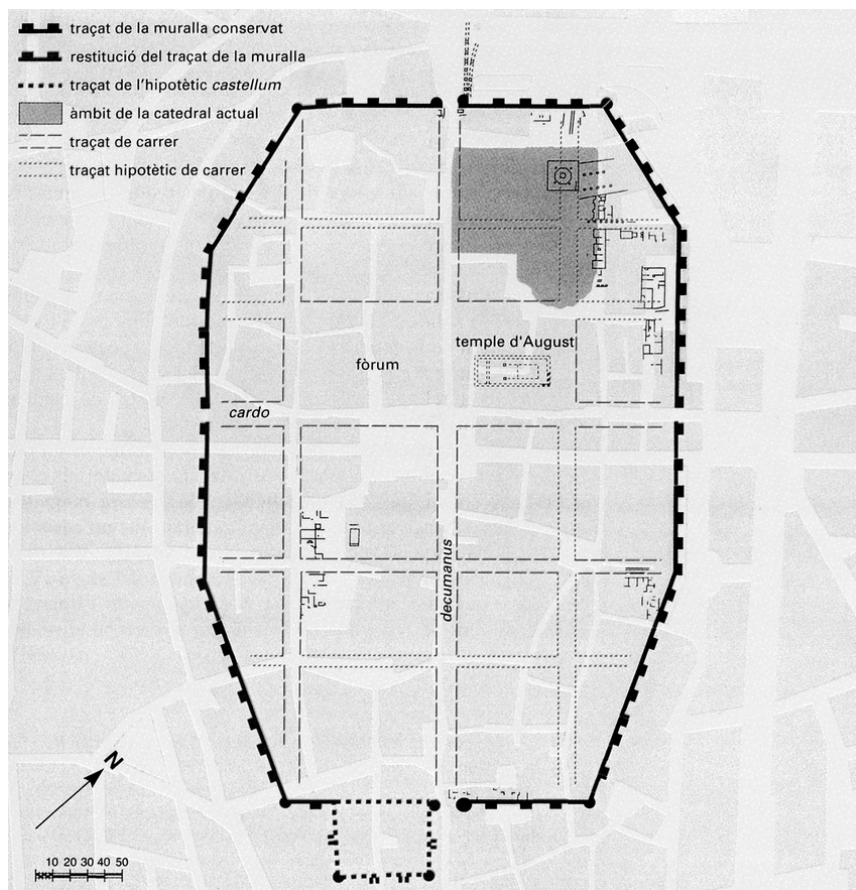 traçat de la muralla conservat
restitució del traçat de la muralla
traçat de l'hipotètic castellum
àmbit de la catedral actual
traçat de carrer
traçat hipotètic de carrer
temple d'August
fòrum
cardo
decumanus
N
10 20 30 40 50